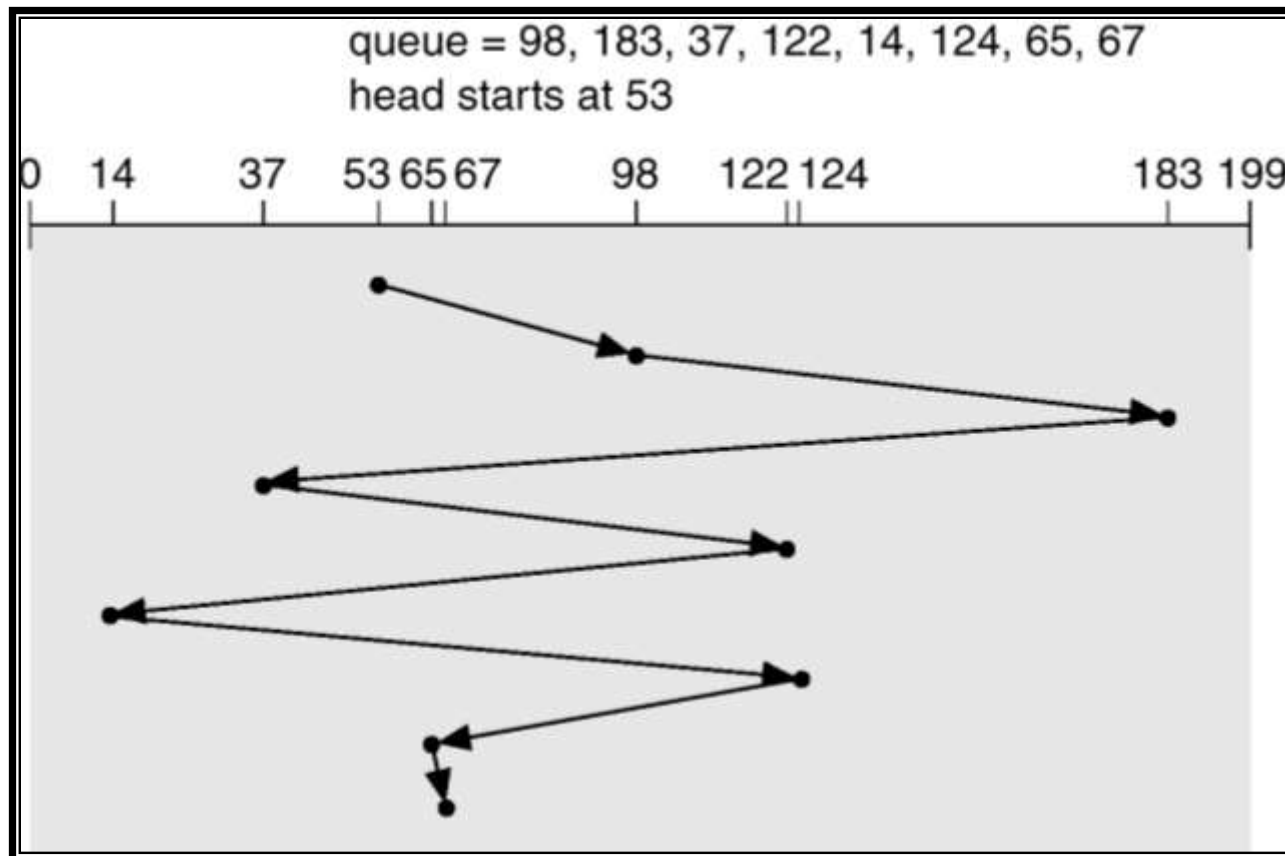 queue = 98, 183, 37, 122, 14, 124, 65, 67
head starts at 53
0 14 37 53 65 67 98 122 124 183 199